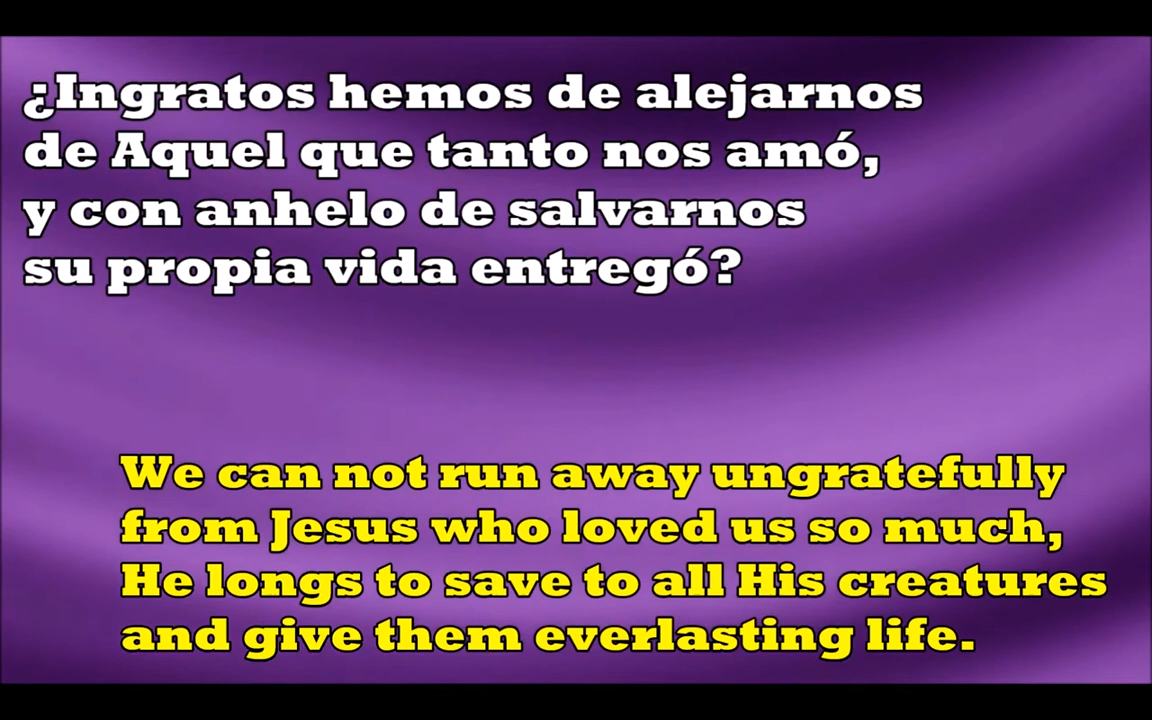 ¿Ingratos hemos de alejarnos
de Aquel que tanto nos amó,
y con anhelo de salvarnos
su propia vida entregó?
We can not run away ungratefully
from Jesus who loved us so much,
He longs to save to all His creatures
and give them everlasting life.